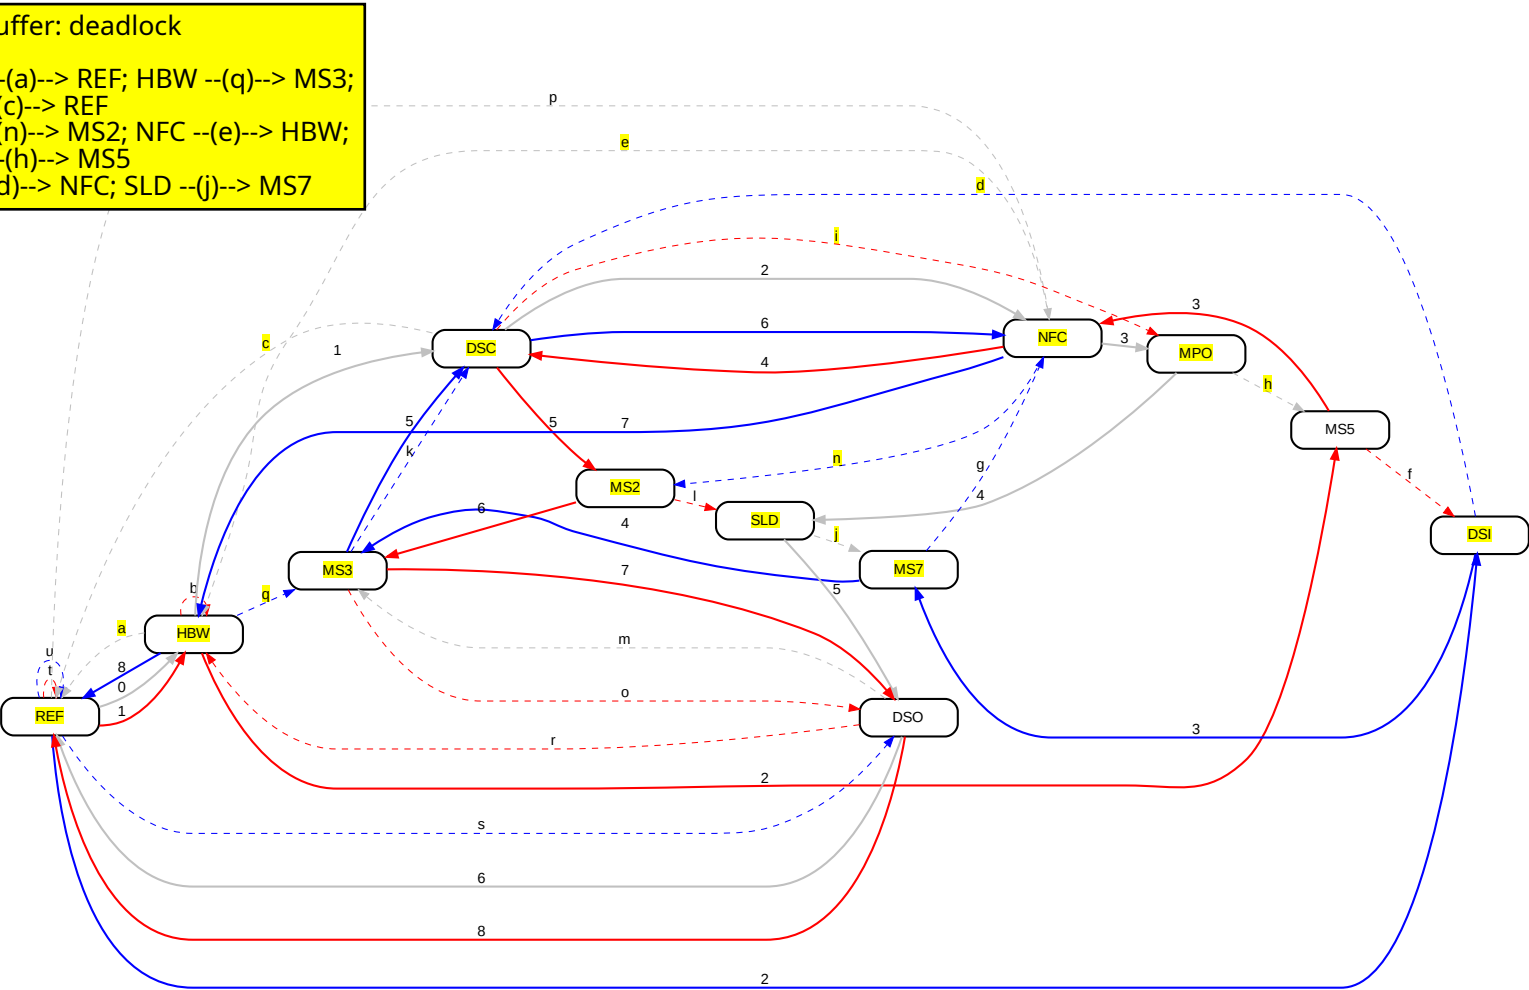 uffer: deadlock
-(a)--> REF; HBW --(q)--> MS3;
(c)--> REF
(n)--> MS2; NFC --(e)--> HBW;
-(h)--> MS5
d)--> NFC; SLD --(j)--> MS7
p
e
d
i
2
3
6
NFC
3
c
1
DSC
4
MPO
h
5
k
5
7
MS5
n
g
f
MS2
l
4
6
SLD
4
j
DSI
MS3
7
MS7
b
q
5
a
HBW
m
u
t
8
0
o
REF
1
DSO
r
3
2
s
6
8
2